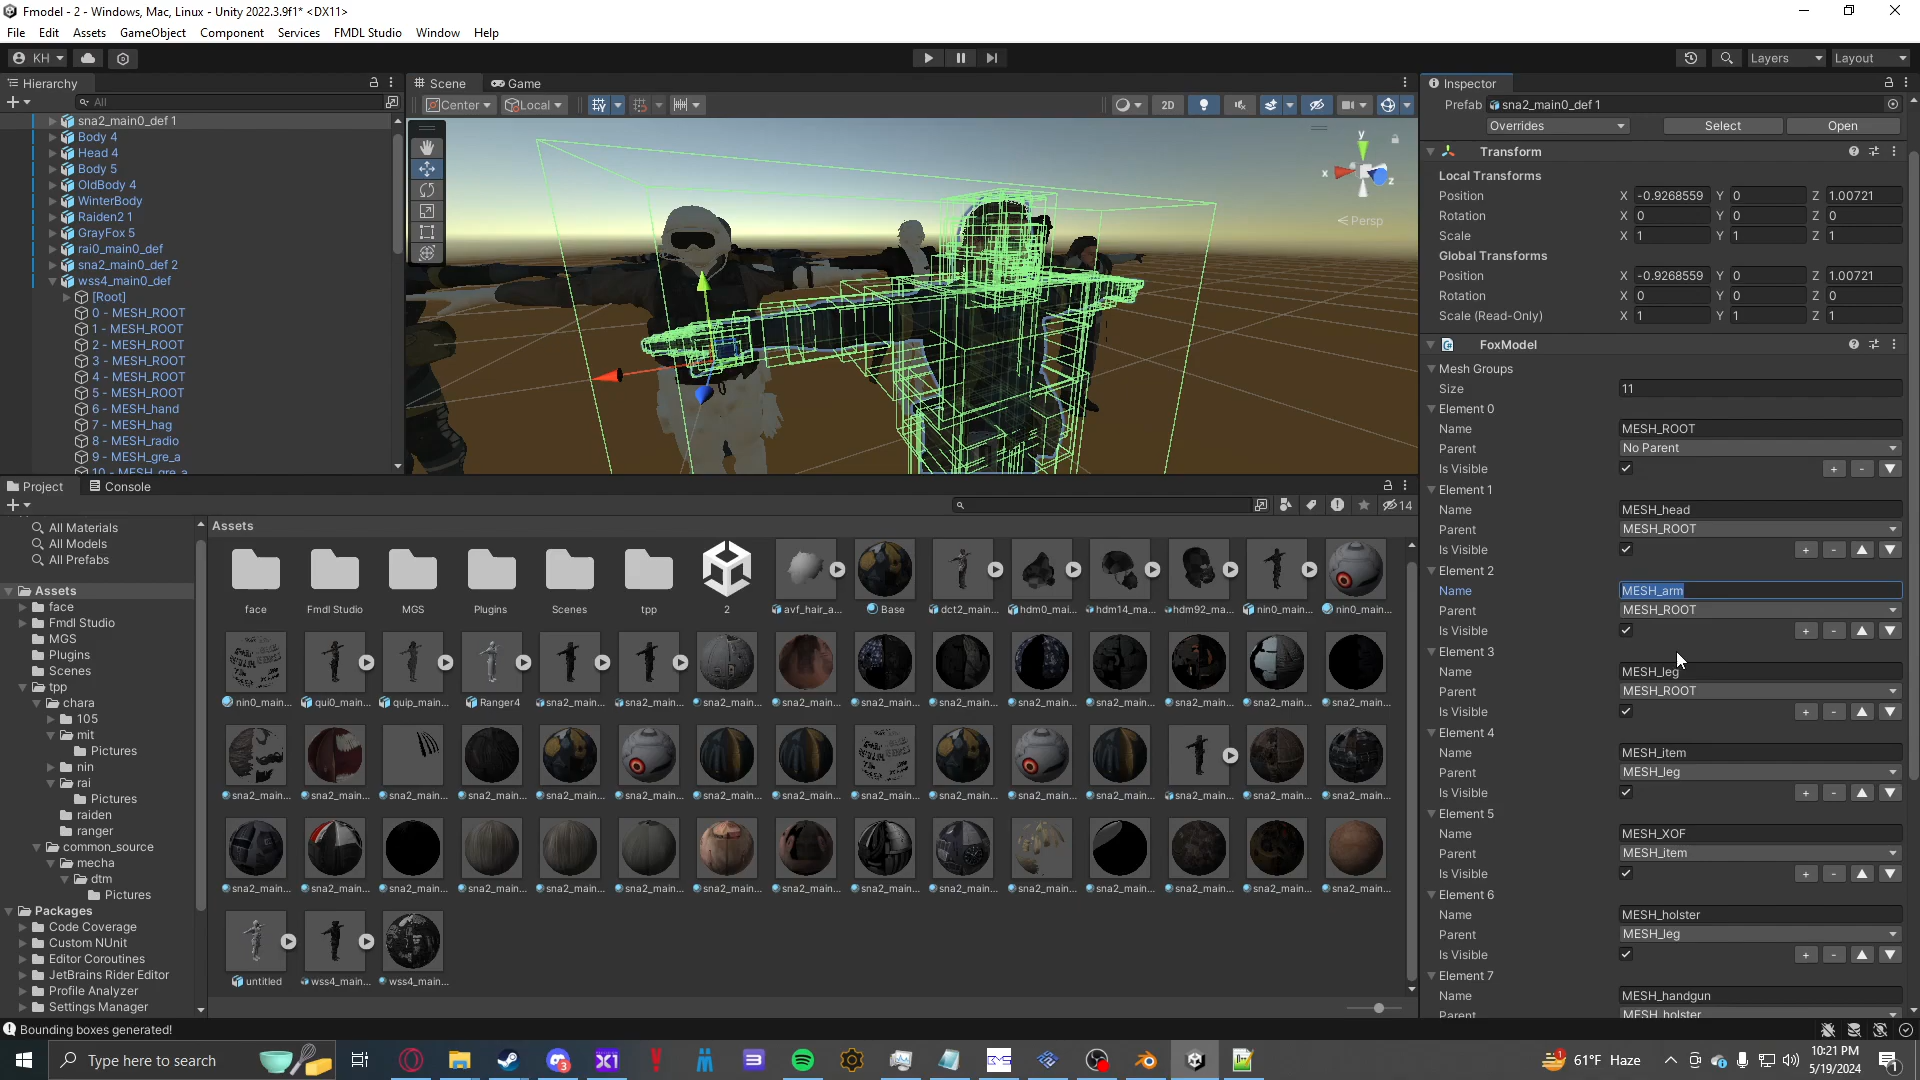 Fmodel - 2 - Windows, Mac, Linux - Unity 2022.3.9f1* <DX11>
File Edit Assets GameObject Component Services FMDL Studio Window Help
KH Layers Layout
Hierarchy
All
sna2_main0_def 1
Body 4
Head 4
Body 5
OldBody 4
WinterBody
Raiden2 1
GrayFox 5
rai0_main0_def
sna2_main0_def 2
wss4_main0_def
[Root]
0 - MESH_ROOT
1 - MESH_ROOT
2 - MESH_ROOT
3 - MESH_ROOT
4 - MESH_ROOT
5 - MESH_ROOT
6 - MESH_hand
7 - MESH_hag
8 - MESH_radio
9 - MESH_gre_a
10 - MESH_gre_a
Scene Game
Center Local 2D
y
x z
Persp
Inspector
Prefab sna2_main0_def 1
Overrides Select Open
Transform
Local Transforms
Position X -0.9268559 Y 0 Z 1.00721
Rotation X 0 Y 0 Z 0
Scale X 1 Y 1 Z 1
Global Transforms
Position X -0.9268559 Y 0 Z 1.00721
Rotation X 0 Y 0 Z 0
Scale (Read-Only) X 1 Y 1 Z 1
FoxModel
Mesh Groups
Size 11
Element 0
Name MESH_ROOT
Parent No Parent
Is Visible + -
Element 1
Name MESH_head
Parent MESH_ROOT
Is Visible + -
Element 2
Name MESH_arm
Parent MESH_ROOT
Is Visible + -
Element 3
Name MESH_leg
Parent MESH_ROOT
Is Visible + -
Element 4
Name MESH_item
Parent MESH_leg
Is Visible + -
Element 5
Name MESH_XOF
Parent MESH_item
Is Visible + -
Element 6
Name MESH_holster
Parent MESH_leg
Is Visible + -
Element 7
Name MESH_handgun
Parent MESH_holster
Project Console
14
All Materials
All Models
All Prefabs
Assets
face
Fmdl Studio
MGS
Plugins
Scenes
tpp
chara
105
mit
Pictures
nin
rai
Pictures
raiden
ranger
common_source
mecha
dtm
Pictures
Packages
Code Coverage
Custom NUnit
Editor Coroutines
JetBrains Rider Editor
Profile Analyzer
Settings Manager
Assets
face Fmdl Studio MGS Plugins Scenes tpp 2 avf_hair_a... Base dct2_main... hdm0_mai... hdm14_ma... hdm92_ma... nin0_main... nin0_main...
nin0_main... qui0_main... quip_main... Ranger4 sna2_main... sna2_main... sna2_main... sna2_main... sna2_main... sna2_main... sna2_main... sna2_main... sna2_main... sna2_main...
sna2_main... sna2_main... sna2_main... sna2_main... sna2_main... sna2_main... sna2_main... sna2_main... sna2_main... sna2_main... sna2_main... sna2_main... sna2_main... sna2_main... sna2_main...
sna2_main... sna2_main... sna2_main... sna2_main... sna2_main... sna2_main... sna2_main... sna2_main... sna2_main... sna2_main... sna2_main... sna2_main... sna2_main... sna2_main... sna2_main...
untitled wss4_main... wss4_main...
Bounding boxes generated!
Type here to search
61°F Haze
10:21 PM
5/19/2024